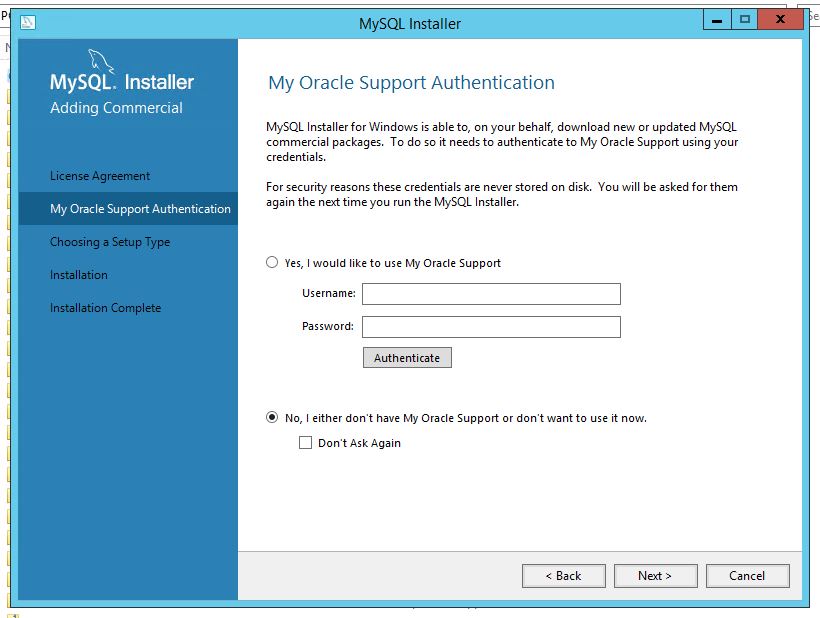 MySQL Installer
MySQL. Installer
Adding Commercial
License Agreement
My Oracle Support Authentication
Choosing a Setup Type
Installation
Installation Complete
My Oracle Support Authentication
MySQL Installer for Windows is able to, on your behalf, download new or updated MySQL
commercial packages. To do so it needs to authenticate to My Oracle Support using your
credentials.
For security reasons these credentials are never stored on disk. You will be asked for them
again the next time you run the MySQL Installer.
Yes, I would like to use My Oracle Support
Username:
Password:
Authenticate
No, I either don't have My Oracle Support or don't want to use it now.
Don't Ask Again
< Back
Next >
Cancel